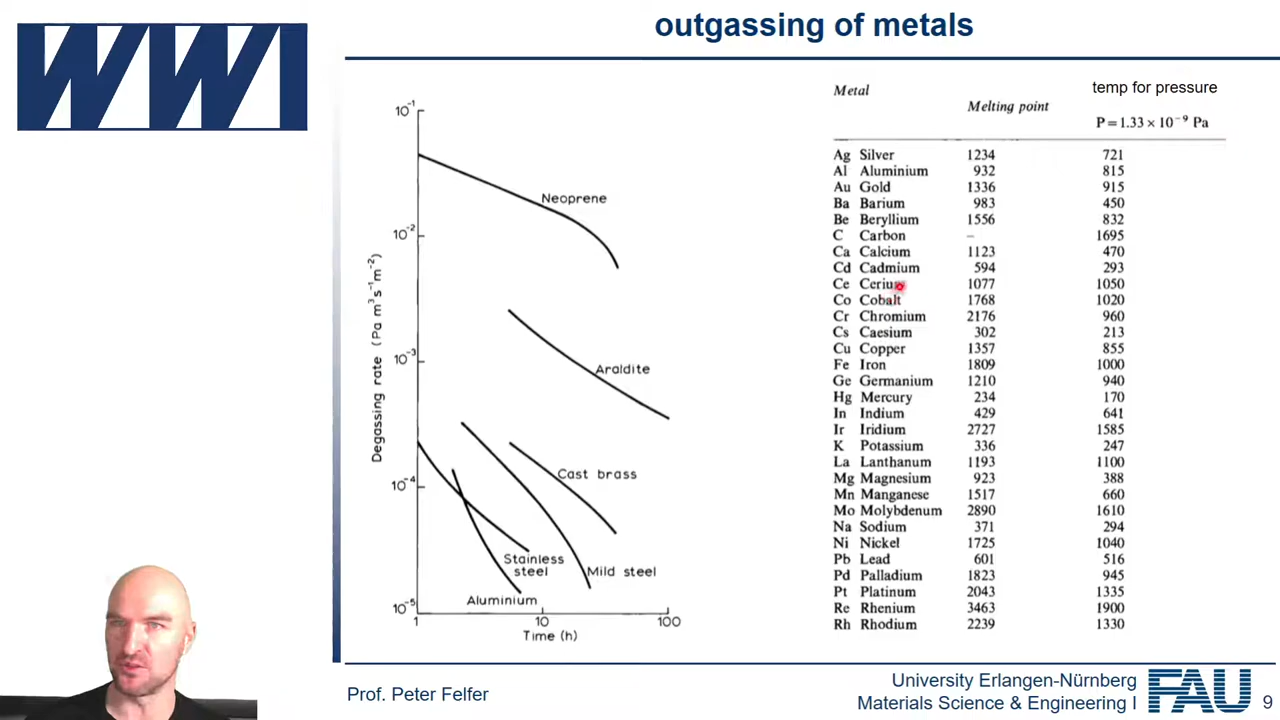 WWI
outgassing of metals
10⁻¹
10⁻²
10⁻³
10⁻⁴
10⁻⁵
Degassing rate (Pa m³s⁻¹m⁻²)
Neoprene
Araldite
Cast brass
Stainless
steel
Mild steel
Aluminium
1
10
100
Time (h)
Metal
Melting point
temp for pressure
P = 1.33 × 10⁻⁹ Pa
Ag Silver 1234 721
Al Aluminium 932 815
Au Gold 1336 915
Ba Barium 983 450
Be Beryllium 1556 832
C Carbon – 1695
Ca Calcium 1123 470
Cd Cadmium 594 293
Ce Cerium 1077 1050
Co Cobalt 1768 1020
Cr Chromium 2176 960
Cs Caesium 302 213
Cu Copper 1357 855
Fe Iron 1809 1000
Ge Germanium 1210 940
Hg Mercury 234 170
In Indium 429 641
Ir Iridium 2727 1585
K Potassium 336 247
La Lanthanum 1193 1100
Mg Magnesium 923 388
Mn Manganese 1517 660
Mo Molybdenum 2890 1610
Na Sodium 371 294
Ni Nickel 1725 1040
Pb Lead 601 516
Pd Palladium 1823 945
Pt Platinum 2043 1335
Re Rhenium 3463 1900
Rh Rhodium 2239 1330
Prof. Peter Felfer
University Erlangen-Nürnberg
Materials Science & Engineering I
FAU
9